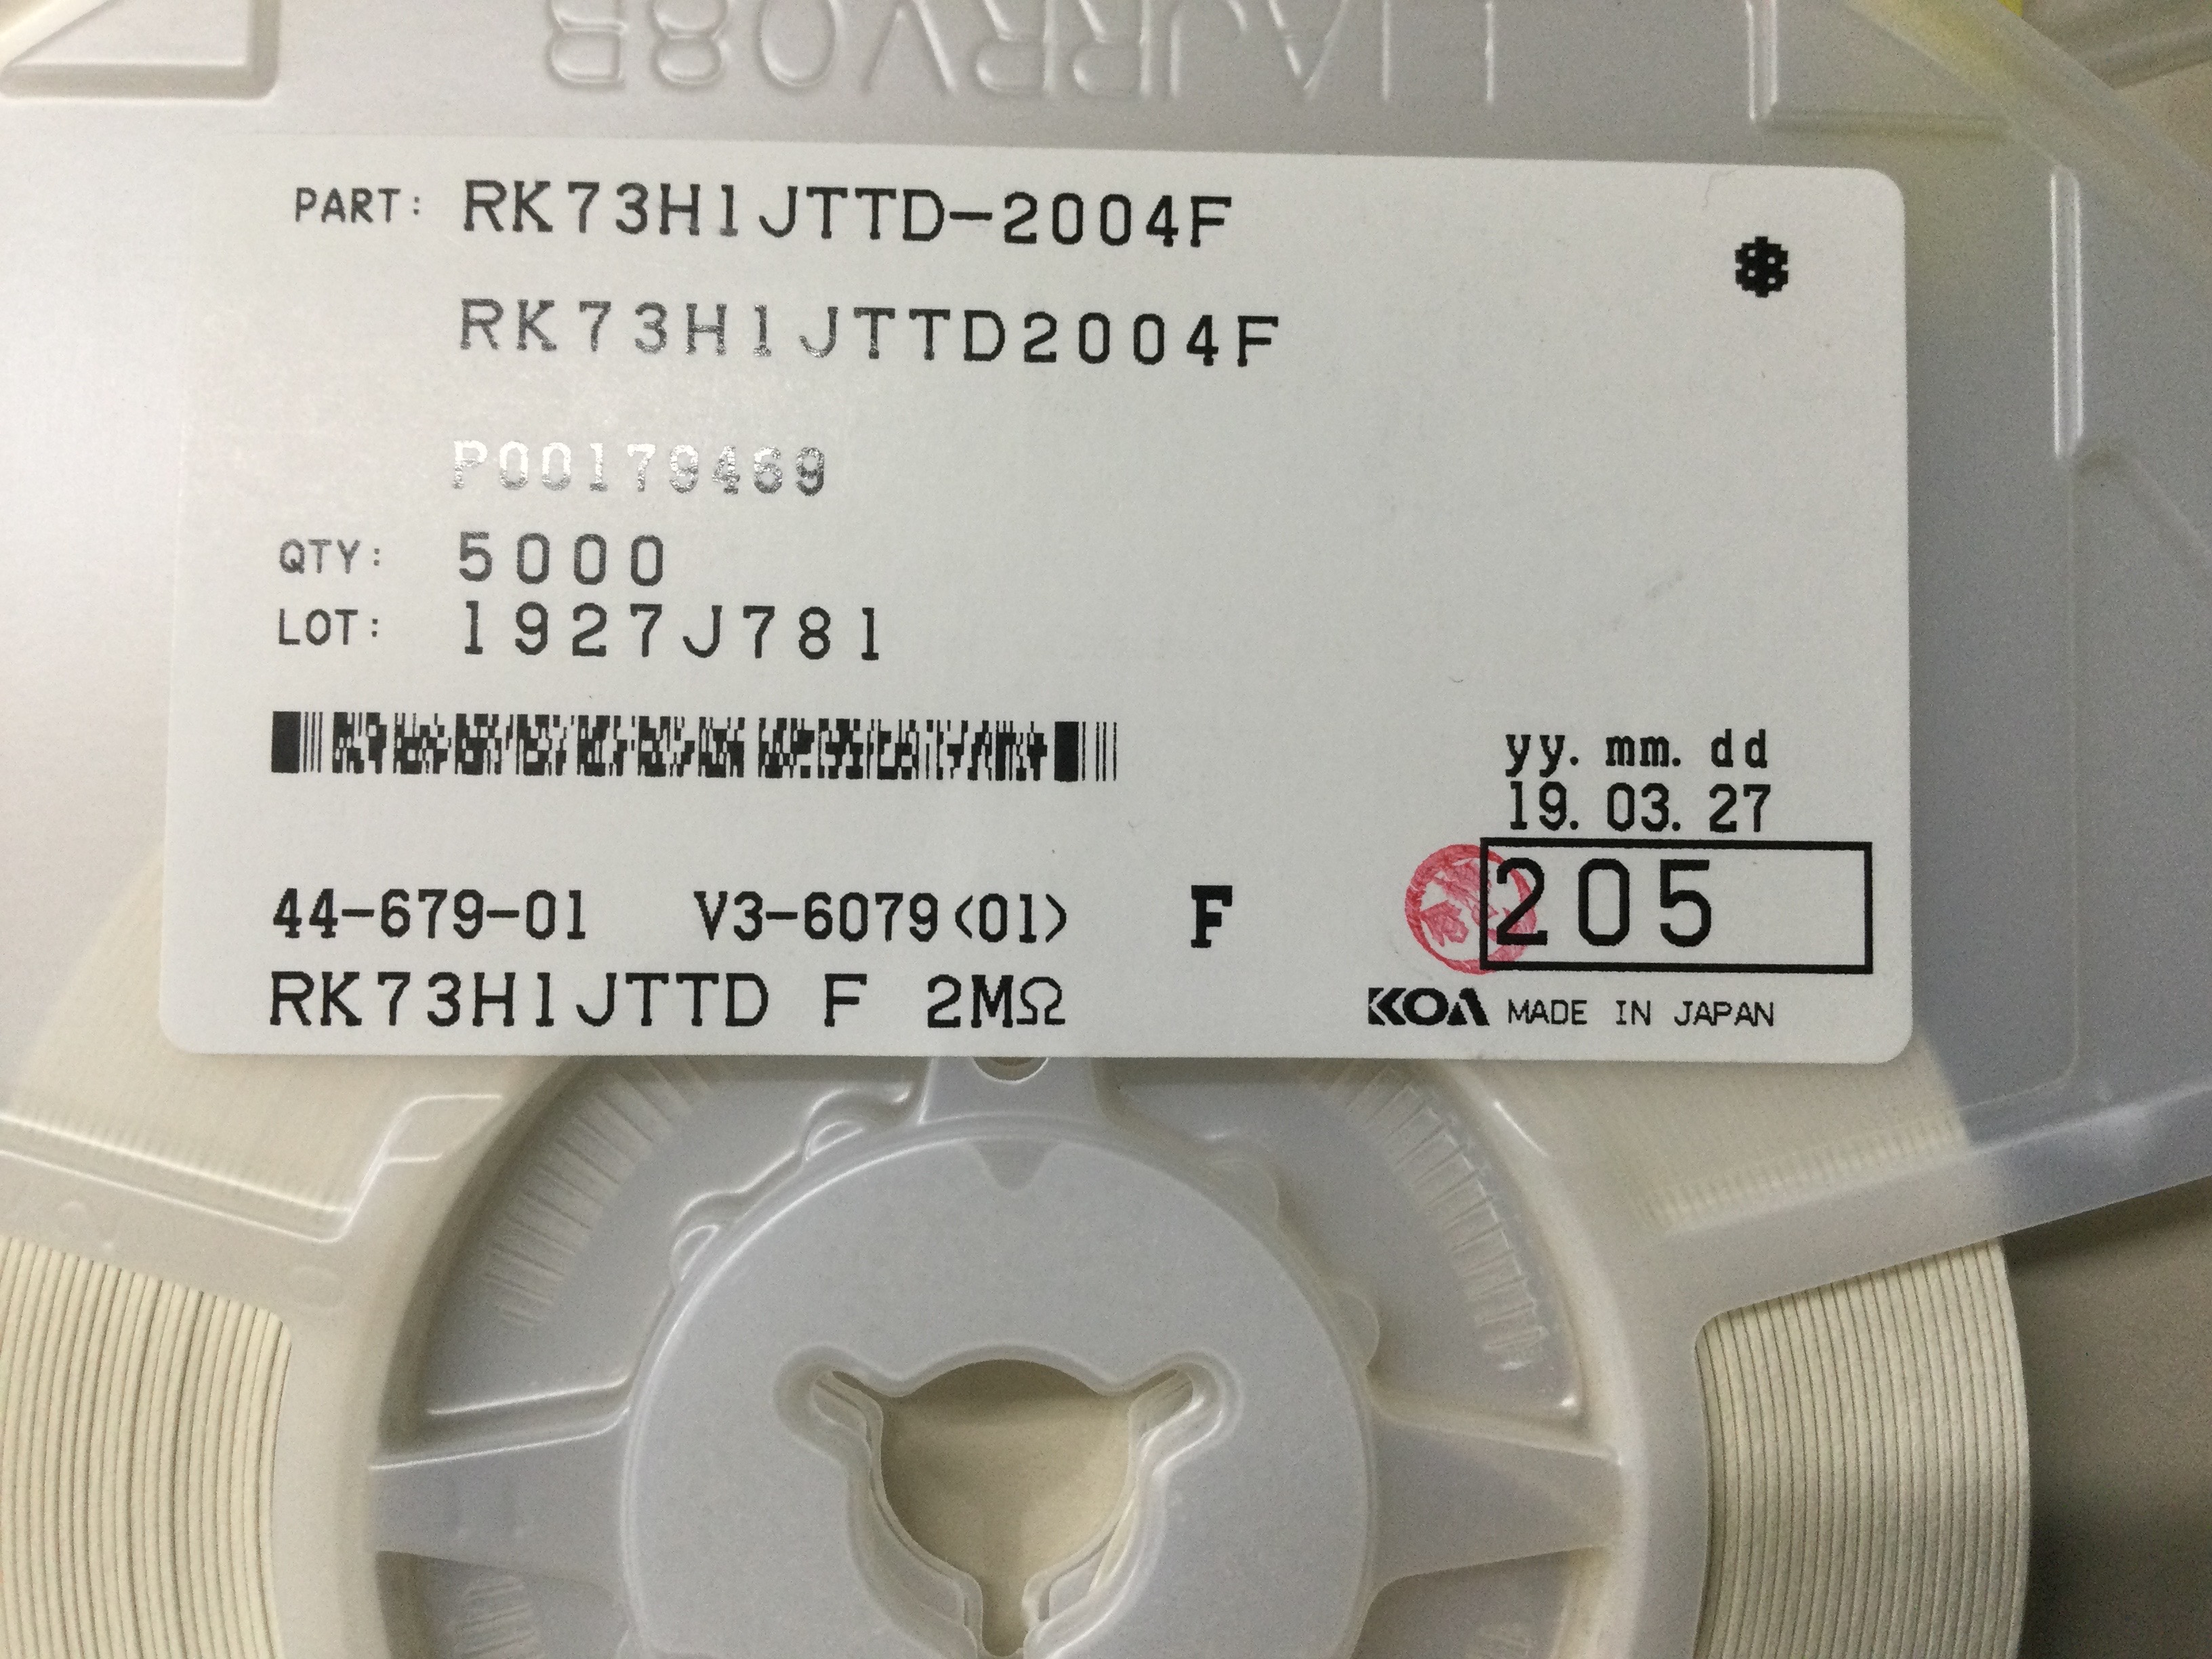 PART: RK73H1JTTD-2004F
RK73H1JTTD2004F
P00179469
QTY: 5000
LOT: 1927J781
yy. mm. dd
19. 03. 27
205
44-679-01 V3-6079<01> F
RK73H1JTTD F 2MΩ
KOA MADE IN JAPAN